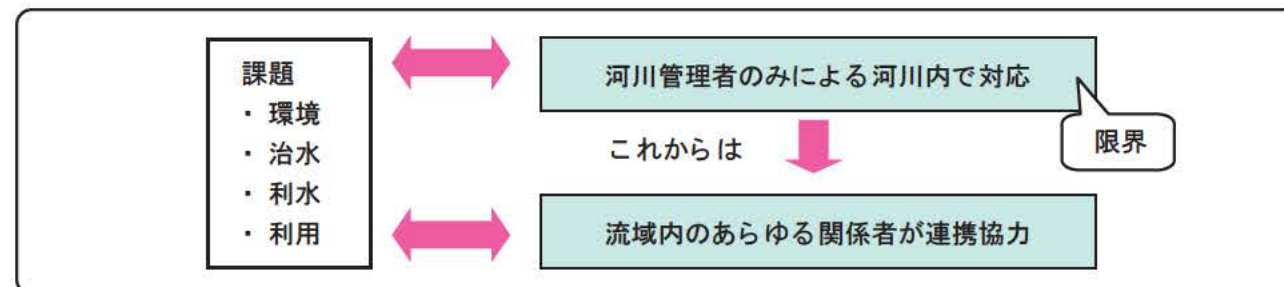 課題
・ 環境
・ 治水
・ 利水
・ 利用
河川管理者のみによる河川内で対応
限界
これからは
流域内のあらゆる関係者が連携協力